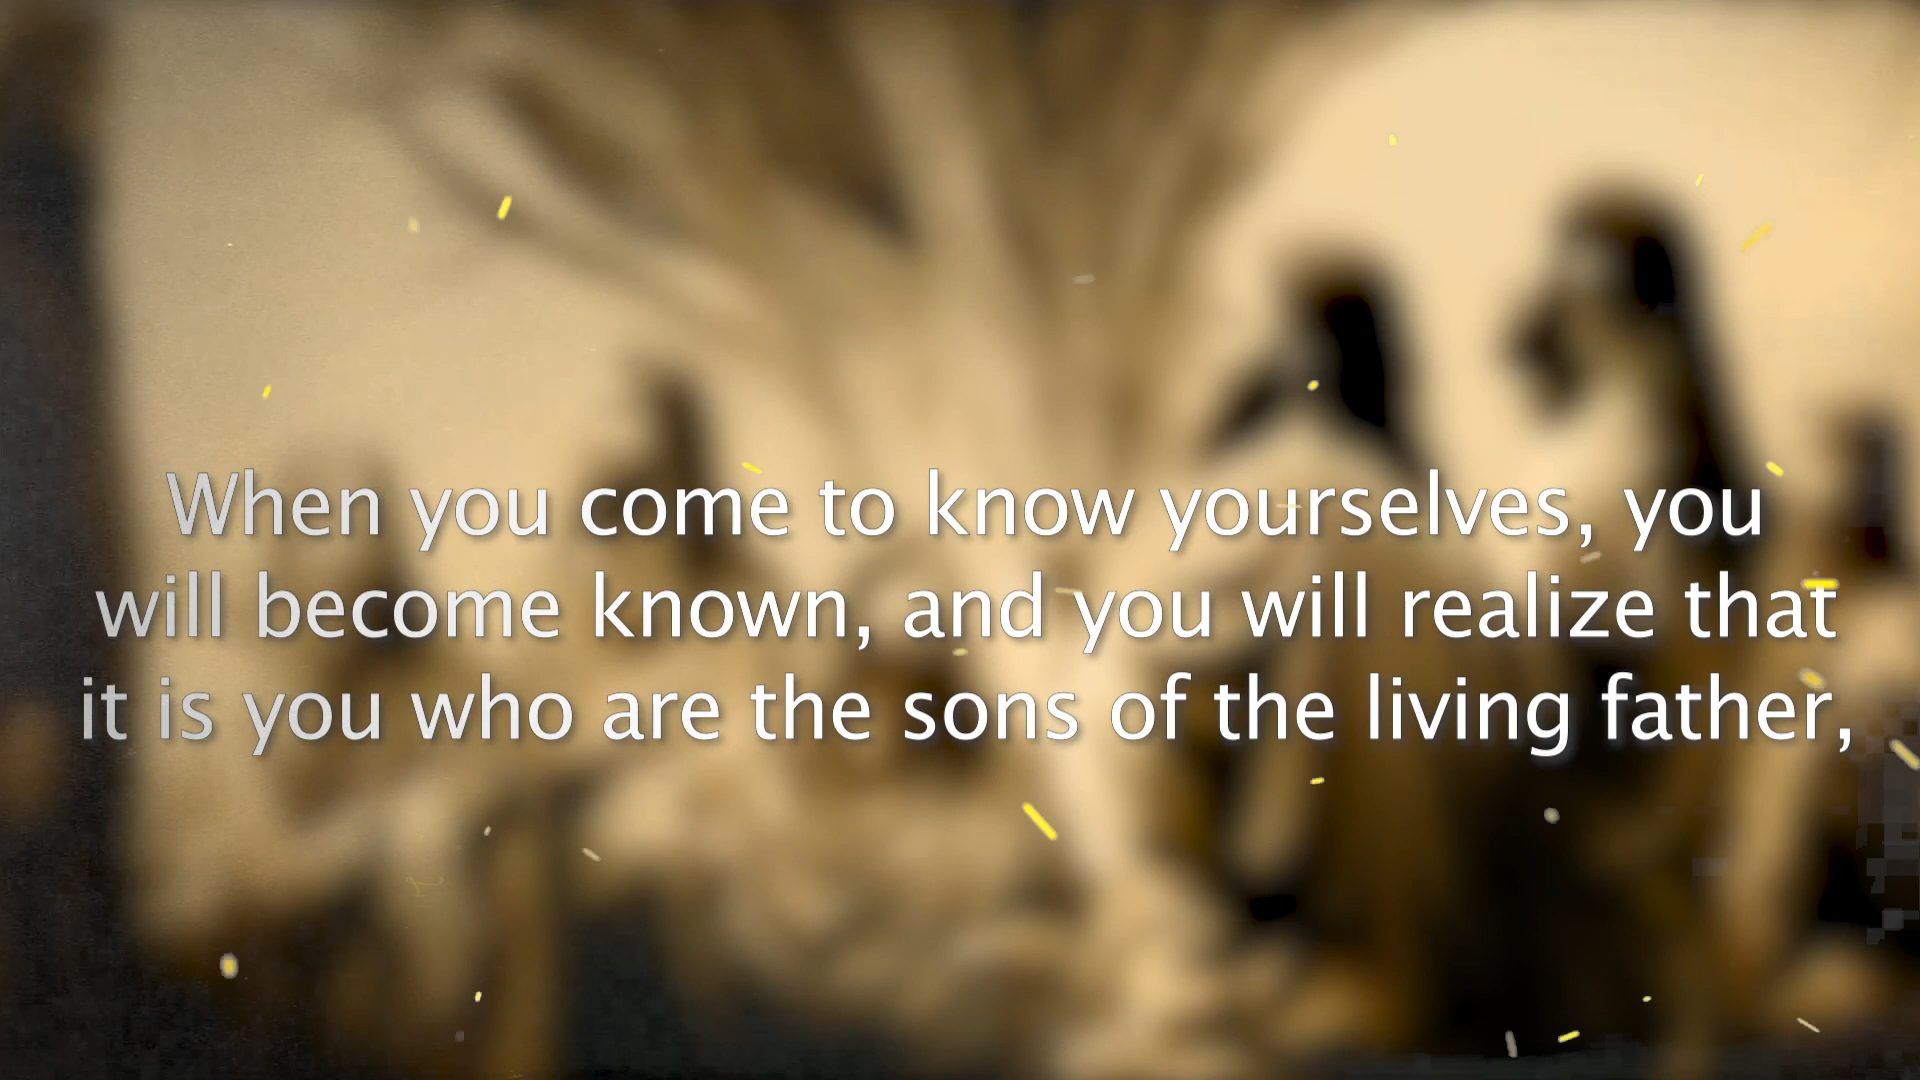 When you come to know yourselves, you
will become known, and you will realize that
it is you who are the sons of the living father,